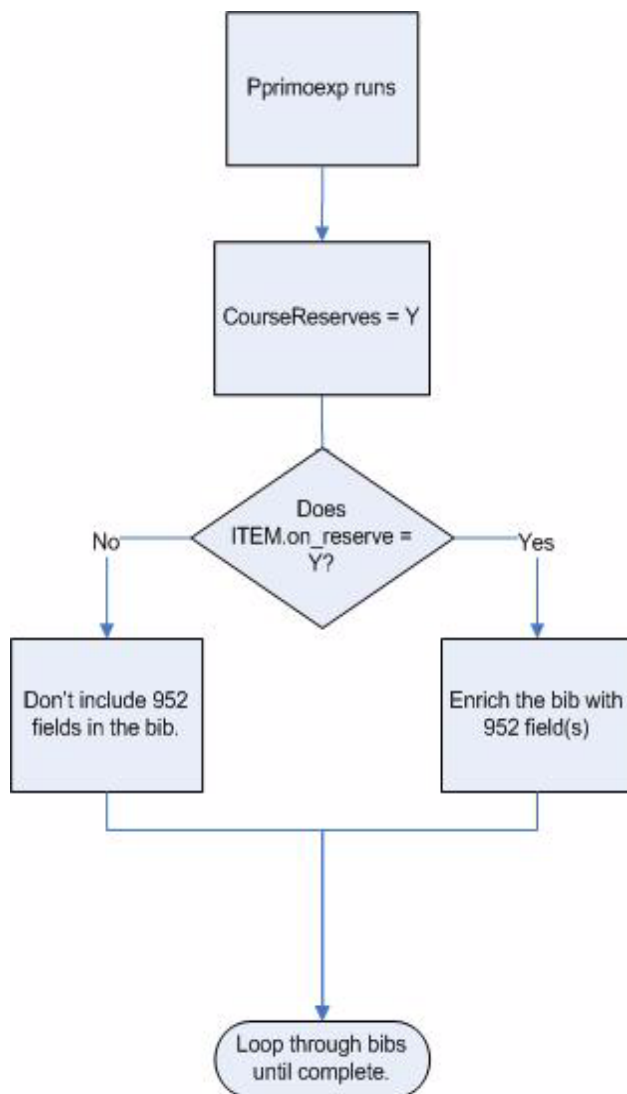 Pprimoexp runs
CourseReserves = Y
Does
ITEM.on_reserve =
Y?
No
Yes
Don't include 952
fields in the bib.
Enrich the bib with
952 field(s)
Loop through bibs
until complete.